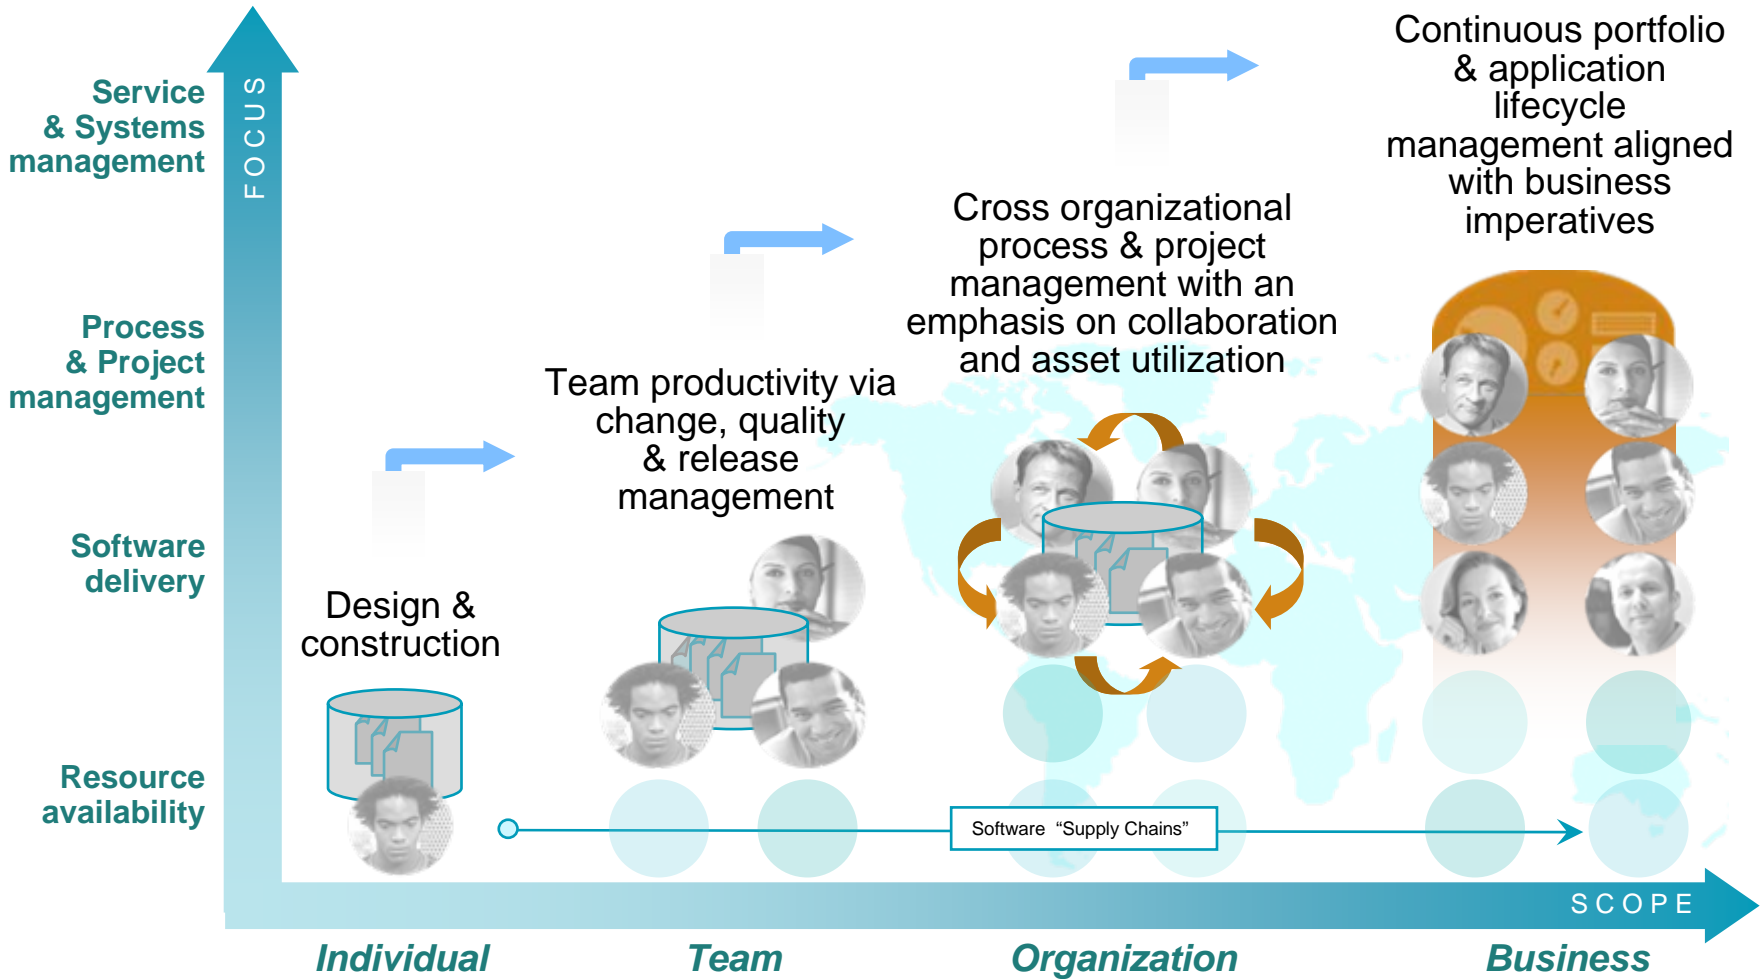 Service
& Systems
management
FOCUS
Process
& Project
management
Software
delivery
Resource
availability
Design &
construction
Team productivity via
change, quality
& release
management
Cross organizational
process & project
management with an
emphasis on collaboration
and asset utilization
Continuous portfolio
& application
lifecycle
management aligned
with business
imperatives
Software “Supply Chains”
SCOPE
Individual
Team
Organization
Business